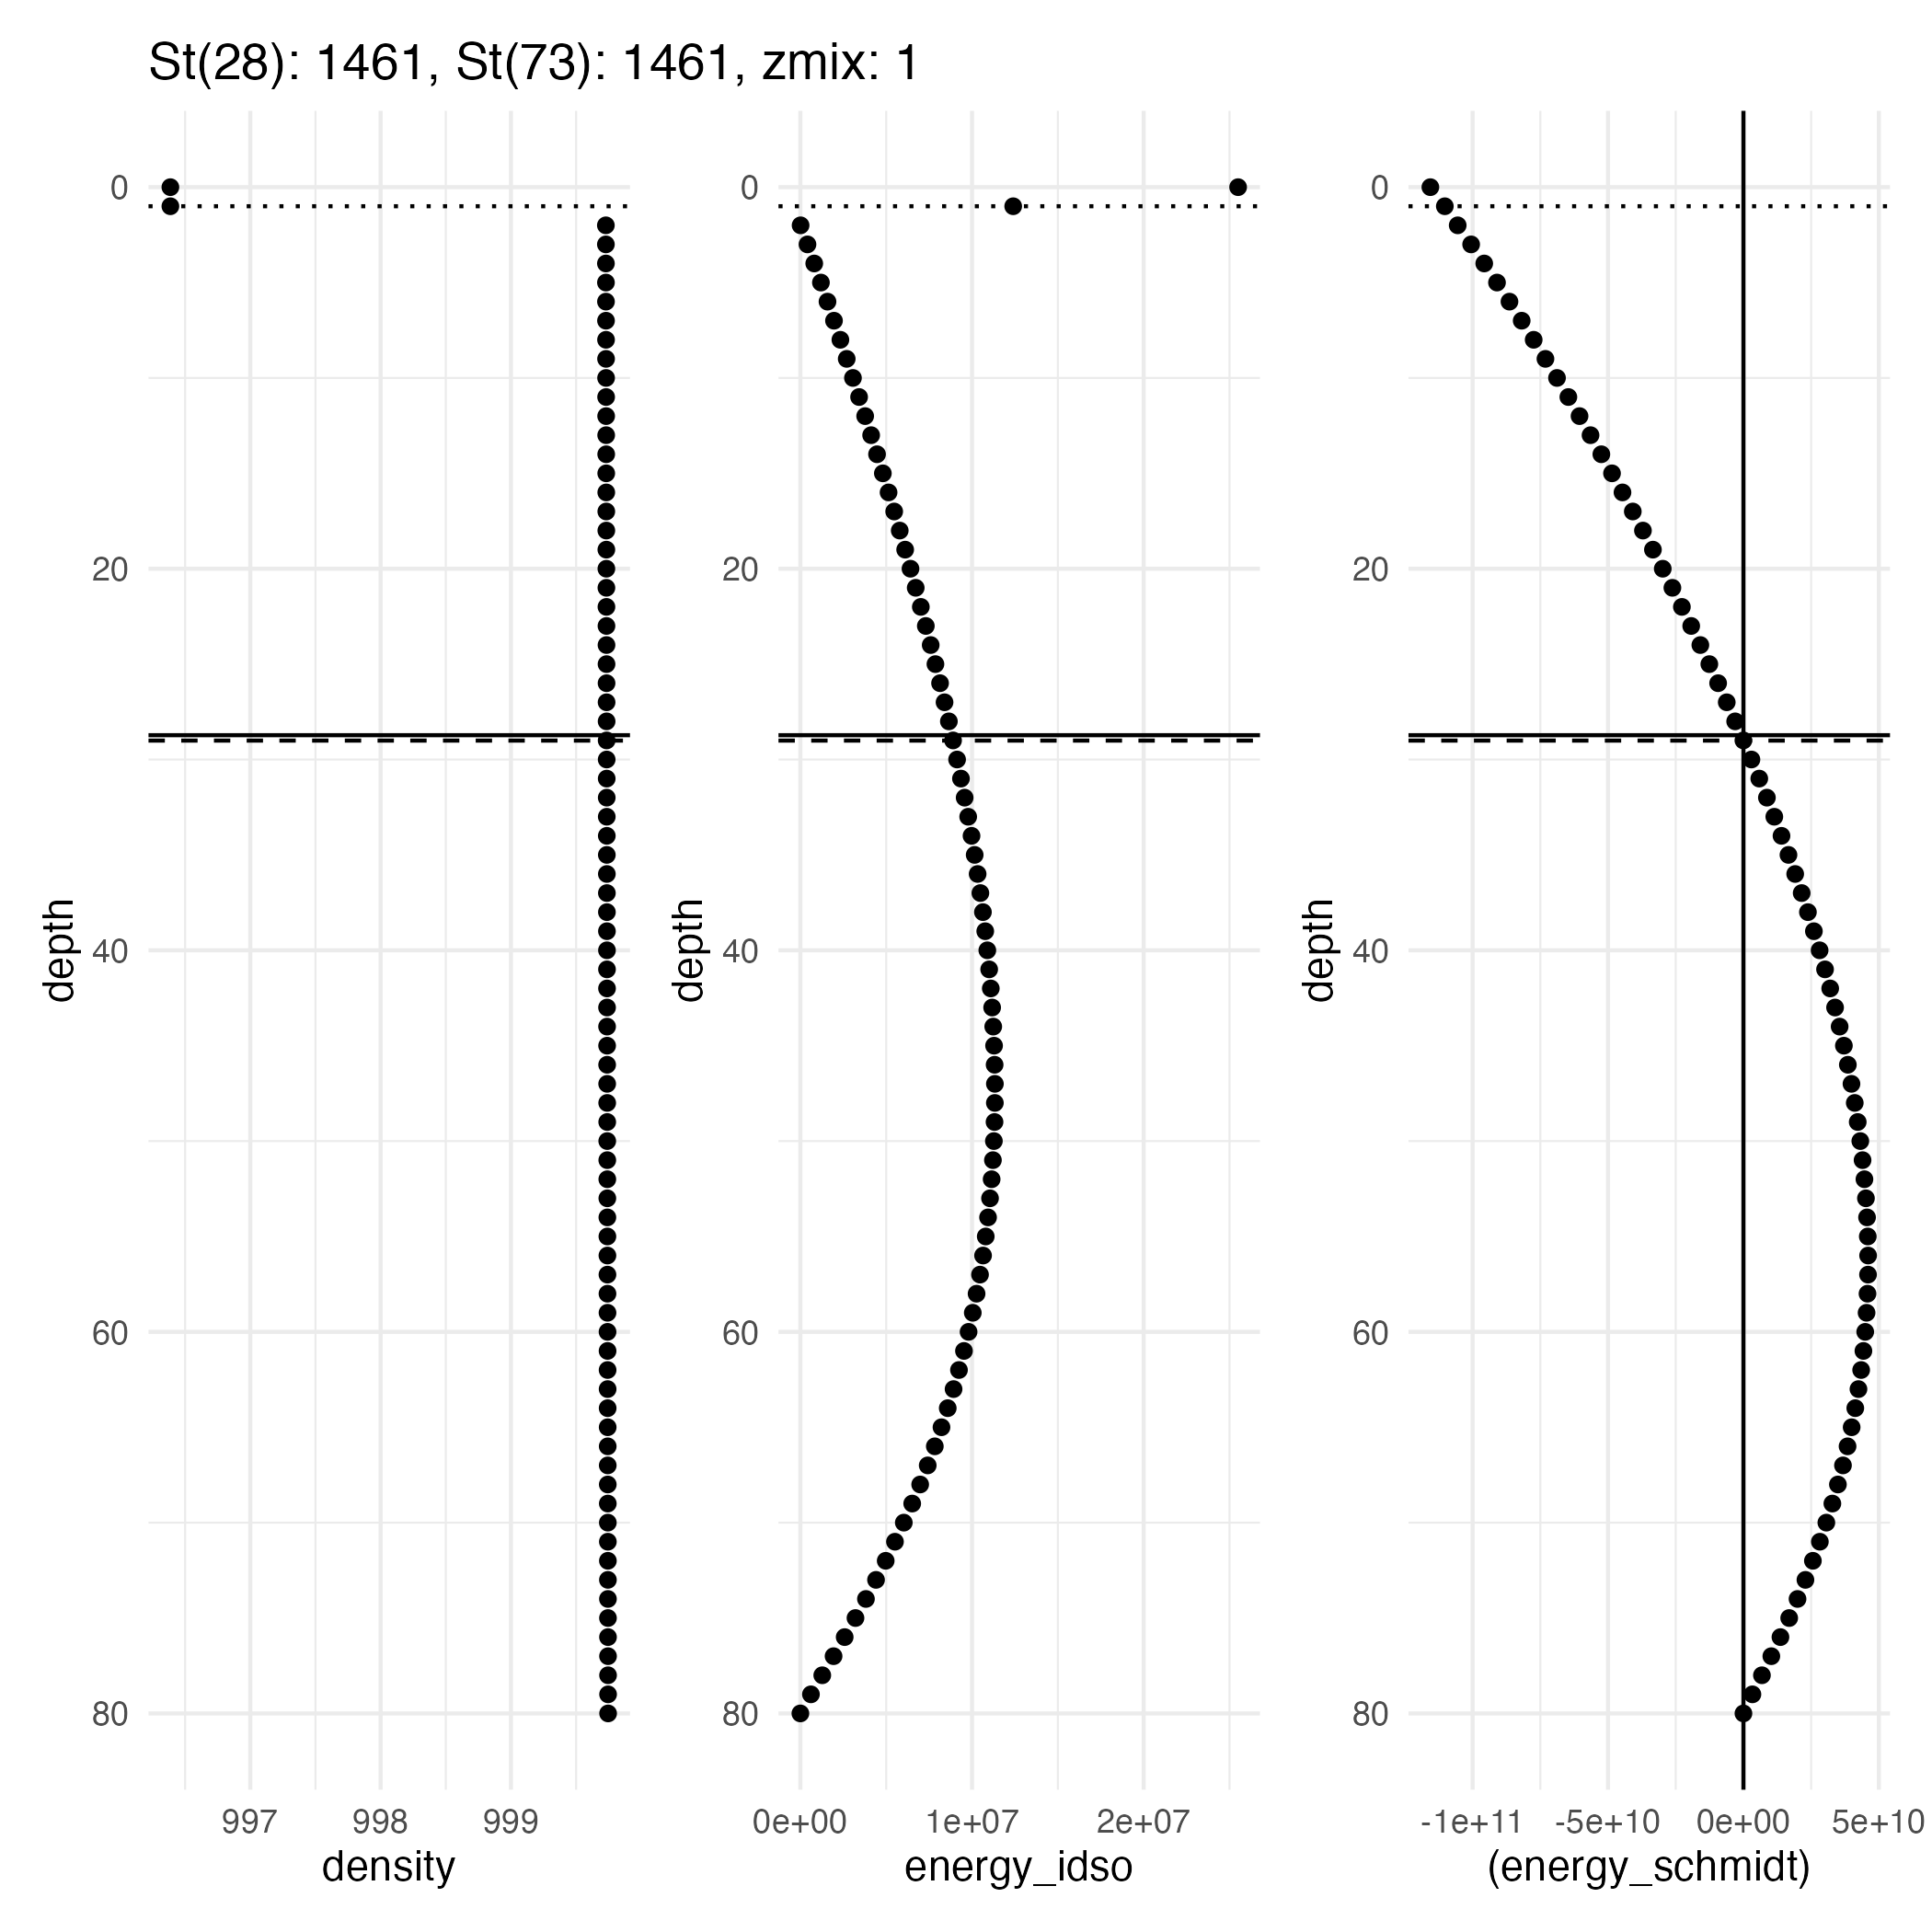 St(28): 1461, St(73): 1461, zmix: 1
0
20
40
60
80
depth
997 998 999
density
0
20
40
60
80
depth
0e+00 1e+07 2e+07
energy_idso
0
20
40
60
80
depth
-1e+11 -5e+10 0e+00 5e+10
(energy_schmidt)